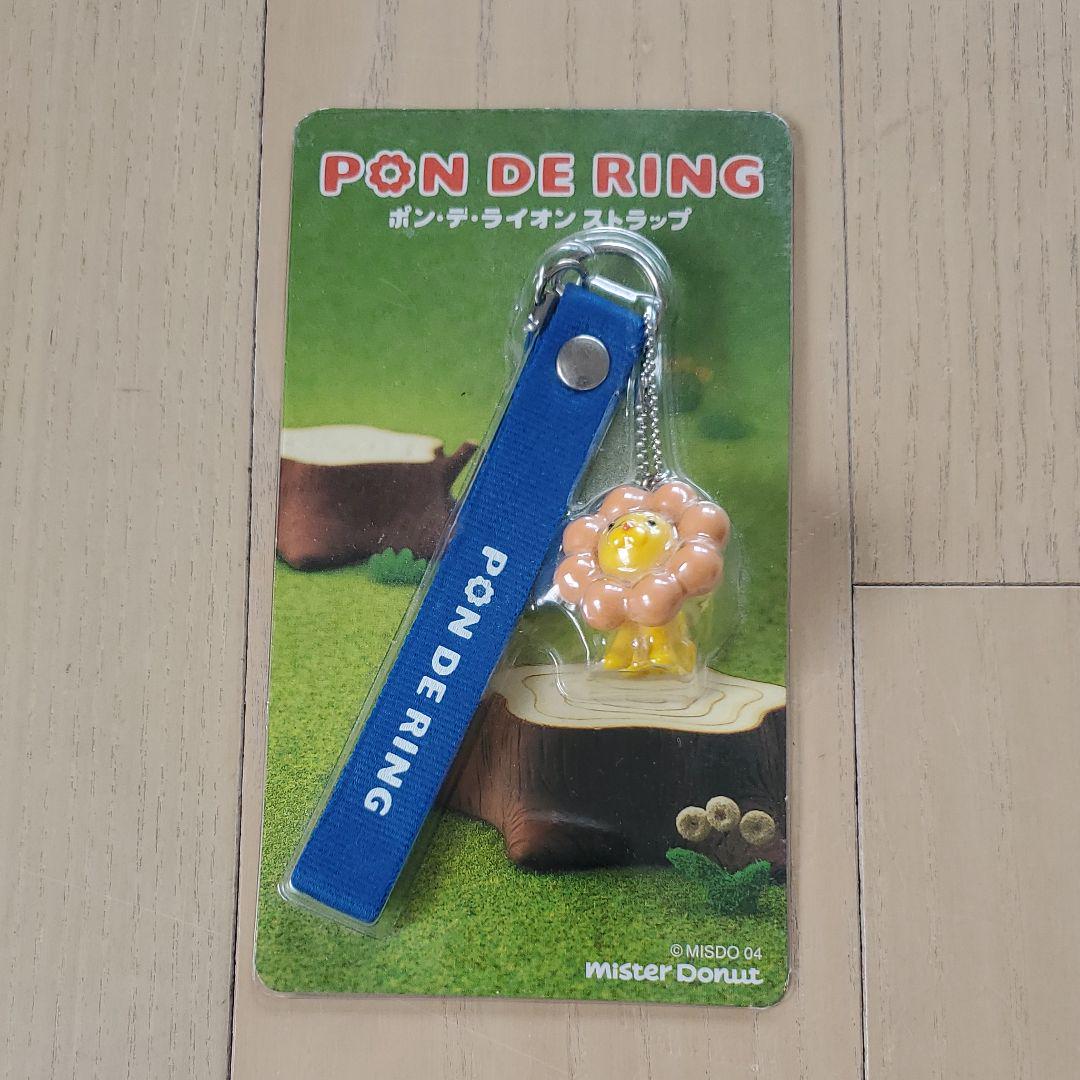 PON DE RING
ポン・デ・ライオン ストラップ
PON DE RING
©MISDO 04
mister Donut